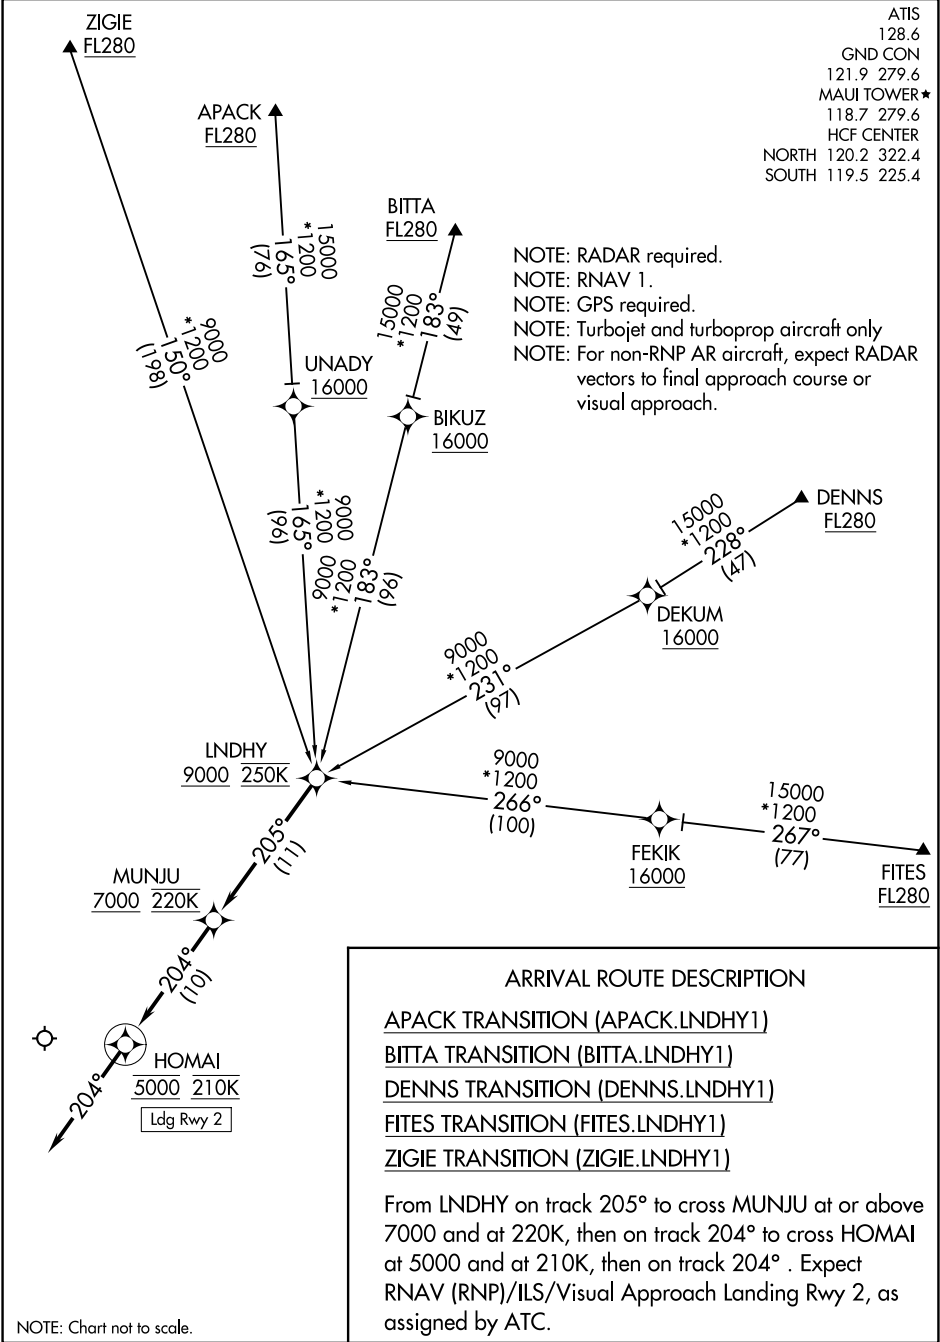 ZIGIE
FL280
ATIS
128.6
GND CON
121.9 279.6
MAUI TOWER★
118.7 279.6
HCF CENTER
NORTH 120.2 322.4
SOUTH 119.5 225.4
APACK
FL280
BITTA
FL280
NOTE: RADAR required.
NOTE: RNAV 1.
NOTE: GPS required.
NOTE: Turbojet and turboprop aircraft only
NOTE: For non-RNP AR aircraft, expect RADAR
vectors to final approach course or
visual approach.
15000
*1200
165°
(76)
15000
*1200
183°
(49)
9000
*1200
150°
(198)
UNADY
16000
BIKUZ
16000
9000
*1200
165°
(96)
9000
*1200
183°
(96)
DENNS
FL280
15000
*1200
228°
(47)
DEKUM
16000
9000
*1200
231°
(97)
LNDHY
9000 250K
9000
*1200
266°
(100)
15000
*1200
267°
(77)
FEKIK
16000
FITES
FL280
205°
(11)
MUNJU
7000 220K
204°
(10)
HOMAI
5000 210K
Ldg Rwy 2
204°
ARRIVAL ROUTE DESCRIPTION
APACK TRANSITION (APACK.LNDHY1)
BITTA TRANSITION (BITTA.LNDHY1)
DENNS TRANSITION (DENNS.LNDHY1)
FITES TRANSITION (FITES.LNDHY1)
ZIGIE TRANSITION (ZIGIE.LNDHY1)
From LNDHY on track 205° to cross MUNJU at or above
7000 and at 220K, then on track 204° to cross HOMAI
at 5000 and at 210K, then on track 204° . Expect
RNAV (RNP)/ILS/Visual Approach Landing Rwy 2, as
assigned by ATC.
NOTE: Chart not to scale.